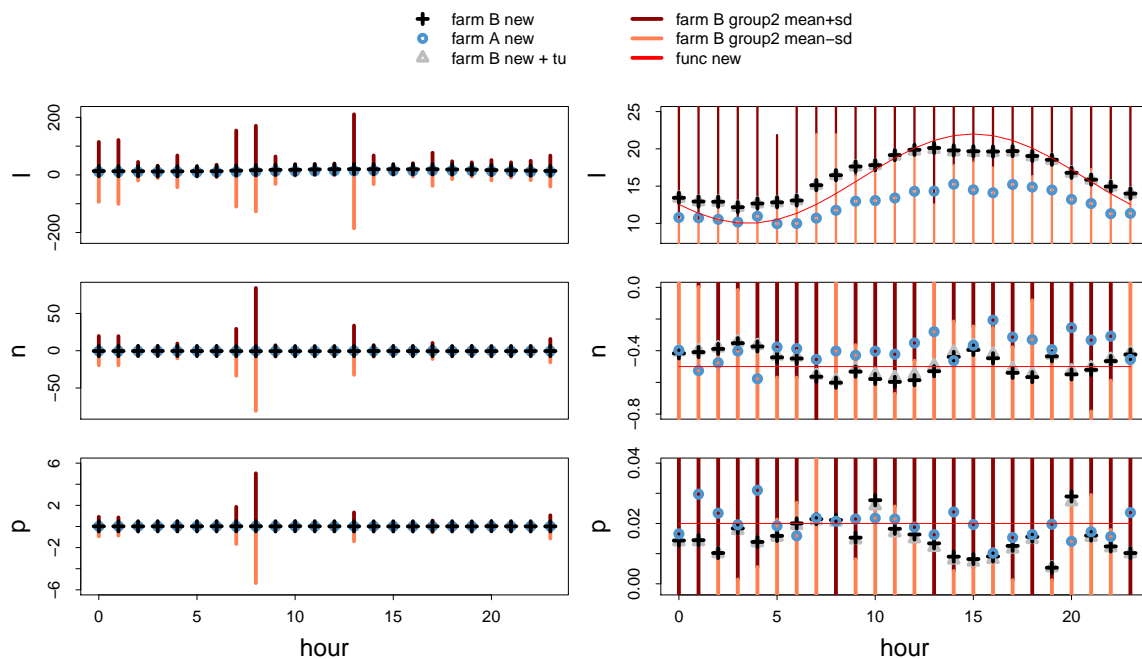 farm B new
farm A new
farm B new + tu
farm B group2 mean+sd
farm B group2 mean−sd
func new
l
200
0
−200
l
25
20
15
10
n
50
0
−50
n
0.0
−0.4
−0.8
p
6
2
−2
−6
p
0.04
0.02
0.00
0 5 10 15 20
hour
0 5 10 15 20
hour